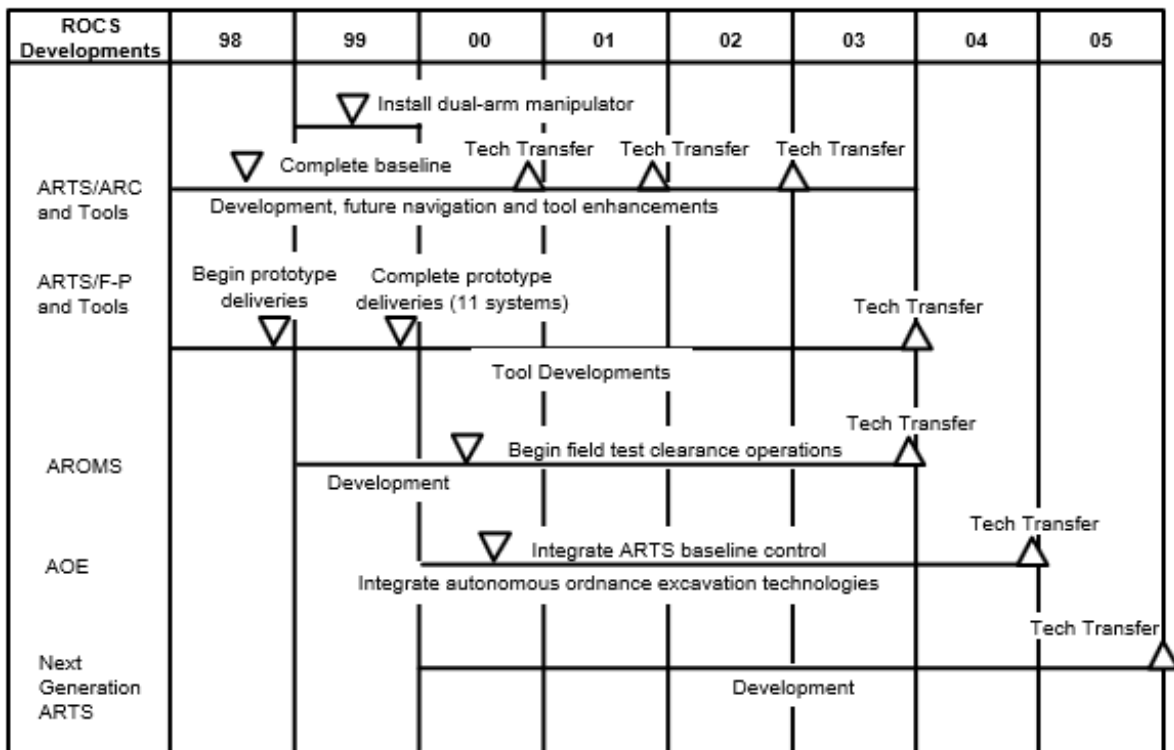 ROCS
Developments
98
99
00
01
02
03
04
05
Install dual-arm manipulator
Complete baseline
Tech Transfer
Tech Transfer
Tech Transfer
ARTS/ARC
and Tools
Development, future navigation and tool enhancements
ARTS/F-P
and Tools
Begin prototype
deliveries
Complete prototype
deliveries (11 systems)
Tech Transfer
Tool Developments
Tech Transfer
AROMS
Begin field test clearance operations
Development
Tech Transfer
AOE
Integrate ARTS baseline control
Integrate autonomous ordnance excavation technologies
Tech Transfer
Next
Generation
ARTS
Development